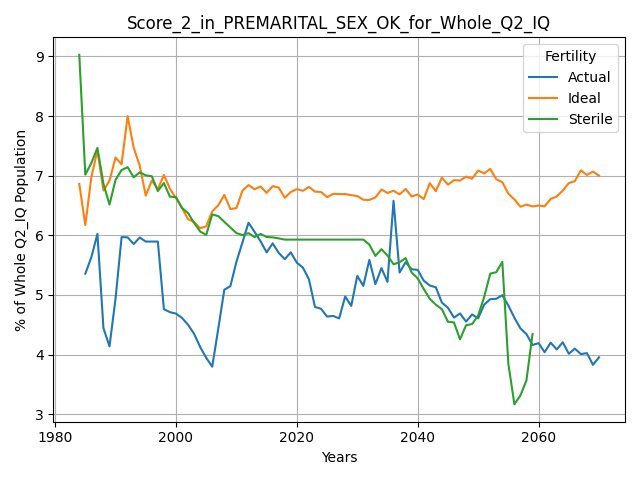 Score_2_in_PREMARITAL_SEX_OK_for_Whole_Q2_IQ
Fertility
Actual
Ideal
Sterile
% of Whole Q2_IQ Population
9
8
7
6
5
4
3
1980
2000
2020
2040
2060
Years